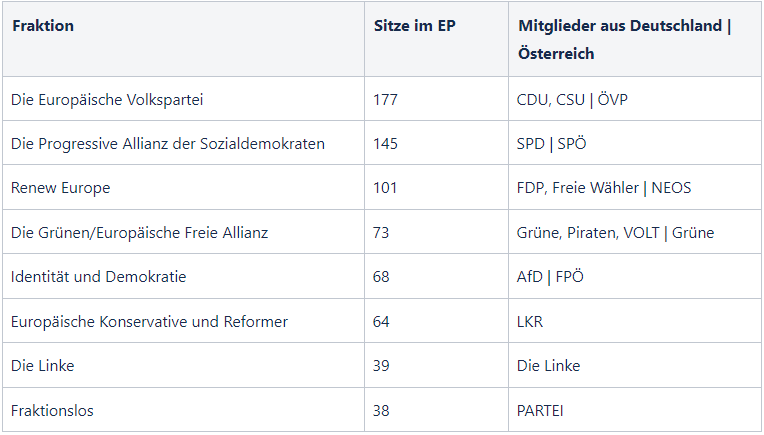 Fraktion Sitze im EP Mitglieder aus Deutschland |
Österreich
Die Europäische Volkspartei 177 CDU, CSU | ÖVP
Die Progressive Allianz der Sozialdemokraten 145 SPD | SPÖ
Renew Europe 101 FDP, Freie Wähler | NEOS
Die Grünen/Europäische Freie Allianz 73 Grüne, Piraten, VOLT | Grüne
Identität und Demokratie 68 AfD | FPÖ
Europäische Konservative und Reformer 64 LKR
Die Linke 39 Die Linke
Fraktionslos 38 PARTEI